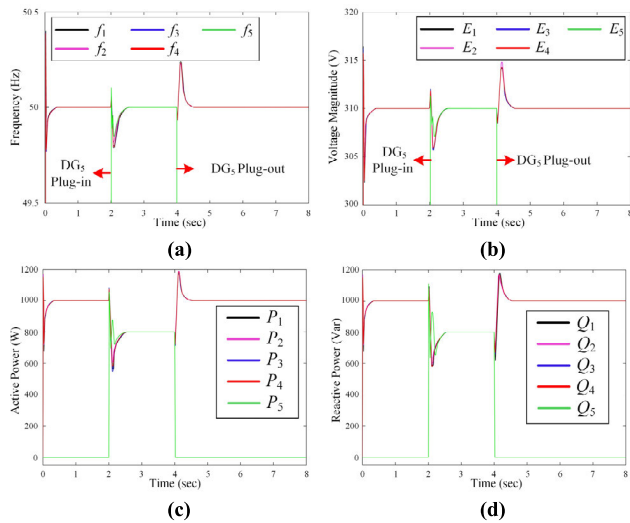 50.5
f1 f3 f5
f2 f4
Frequency (Hz)
50
DG5
Plug-in
DG5 Plug-out
49.5
0 1 2 3 4 5 6 7 8
Time (sec)
(a)
320
E1 E3 E5
E2 E4
Voltage Magnitude (V)
315
310
305
DG5
Plug-in
DG5 Plug-out
300
0 1 2 3 4 5 6 7 8
Time (sec)
(b)
1200
1000
800
600
400
200
0
Active Power (W)
P1
P2
P3
P4
P5
0 1 2 3 4 5 6 7 8
Time (sec)
(c)
1200
1000
800
600
400
200
0
Reactive Power (Var)
Q1
Q2
Q3
Q4
Q5
0 1 2 3 4 5 6 7 8
Time (sec)
(d)